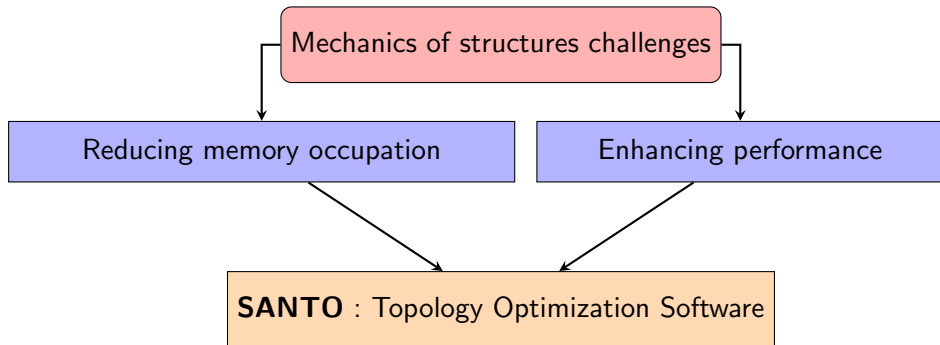 Mechanics of structures challenges
Reducing memory occupation
Enhancing performance
SANTO : Topology Optimization Software